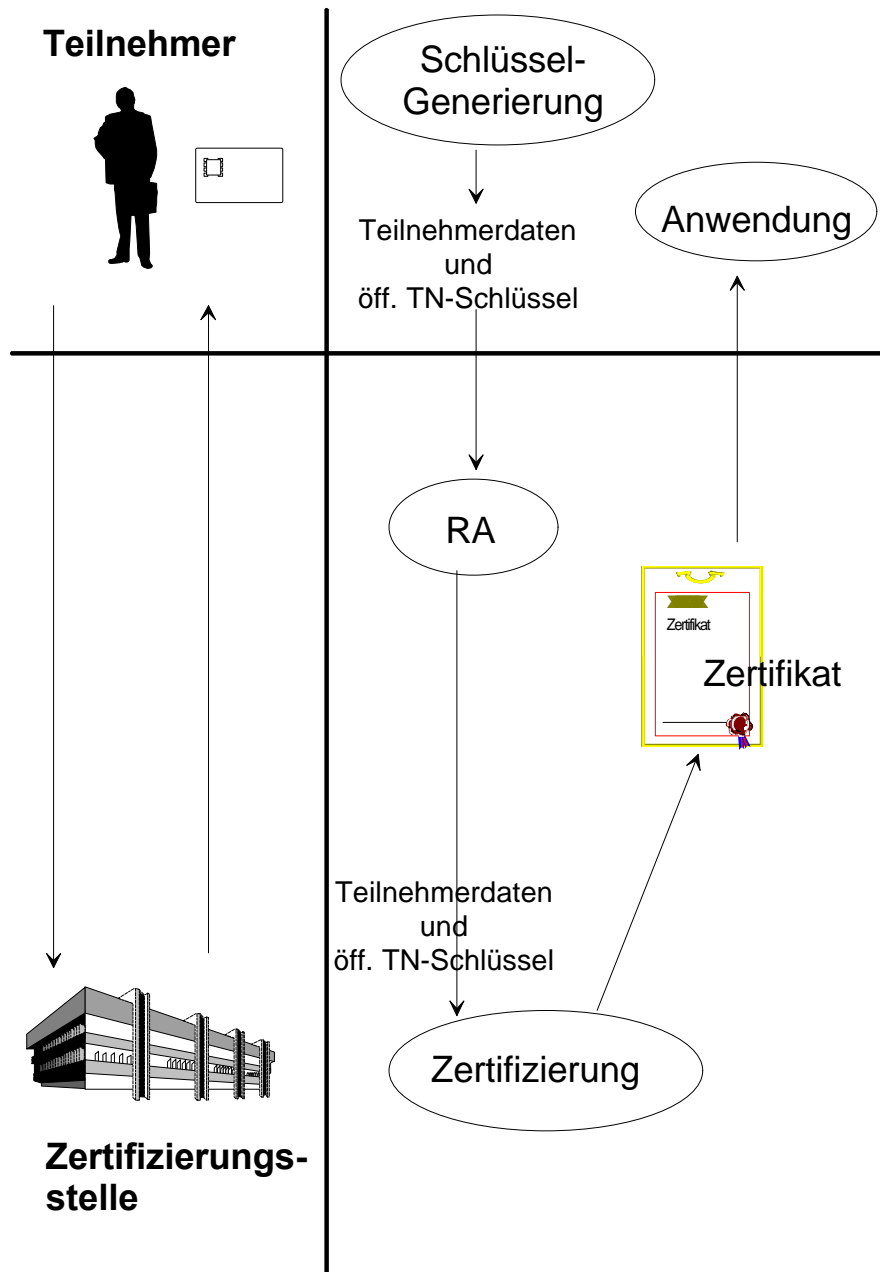 Teilnehmer
Schlüssel-
Generierung
Anwendung
Teilnehmerdaten
und
öff. TN-Schlüssel
RA
Zertifikat
Zertifikat
Teilnehmerdaten
und
öff. TN-Schlüssel
Zertifizierung
Zertifizierungs-
stelle